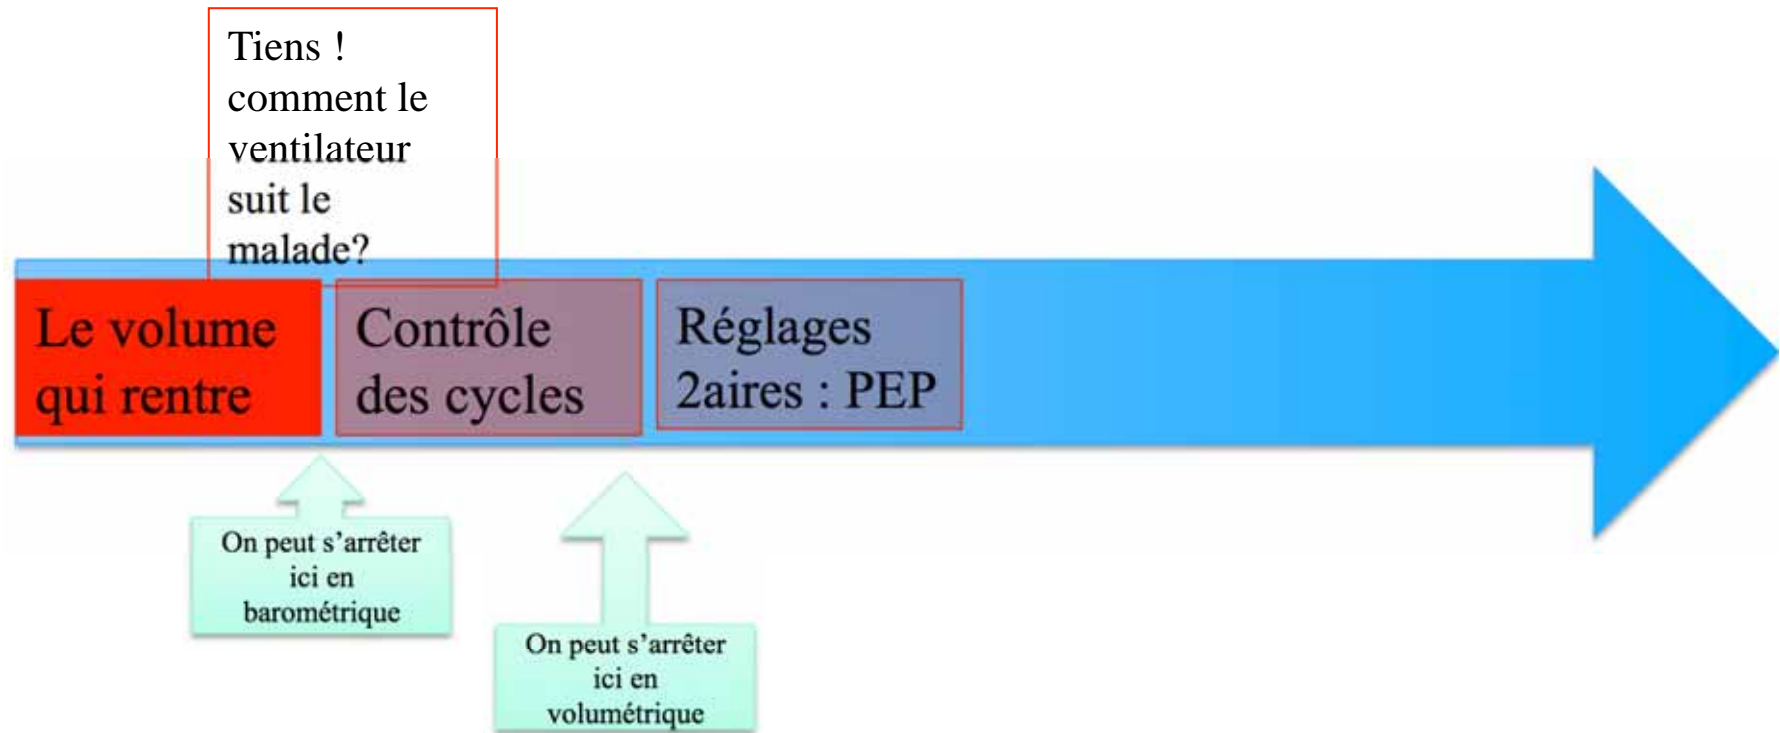 Tiens !
comment le
ventilateur
suit le
malade?
Le volume
qui rentre
Contrôle
des cycles
Réglages
2aires : PEP
On peut s’arrêter
ici en
barométrique
On peut s’arrêter
ici en
volumétrique